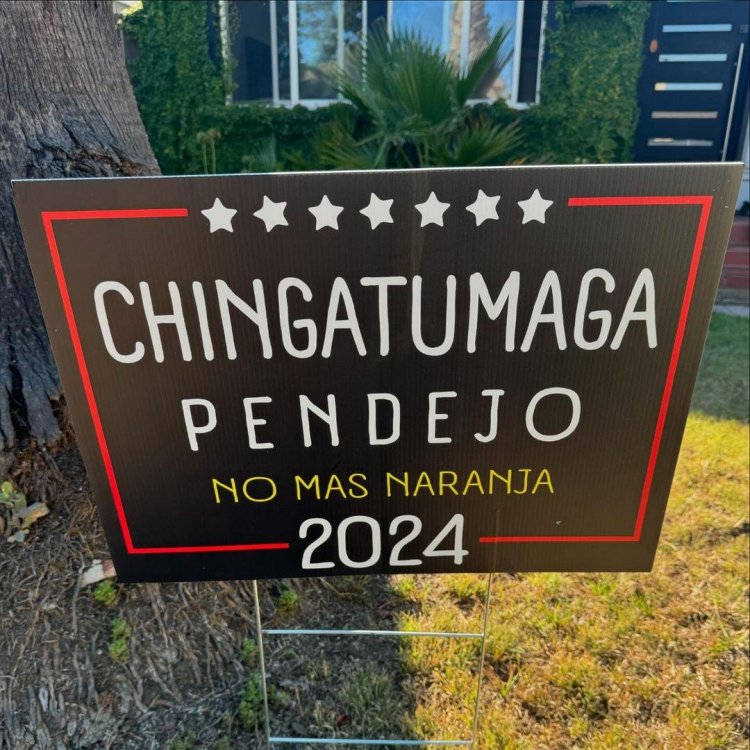 CHINGATUMAGA
PENDEJO
NO MAS NARANJA
2024